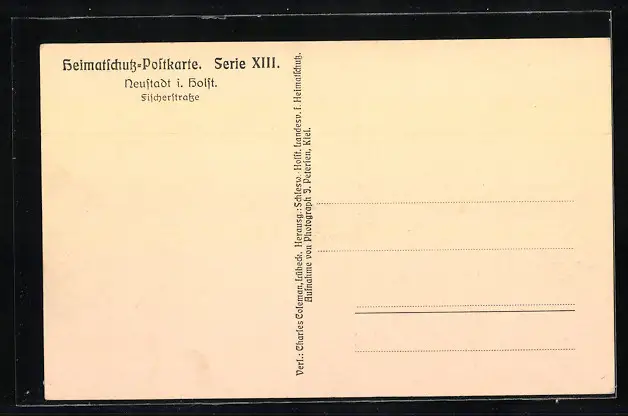 Heimatschutz-Postkarte. Serie XIII.
Neustadt i. Holst.
Fischerstraße
Verl.: Charles Coleman, Lübeck. Herausg.: Schlesw.-Holst. Landesv. f. Heimatschutz.
Aufnahme von Photograph J. Petersen, Kiel.